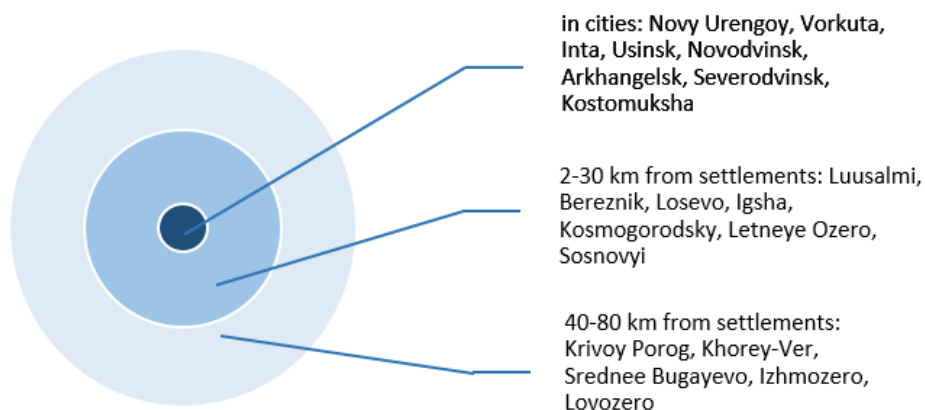 in cities: Novy Urengoy, Vorkuta,
Inta, Usinsk, Novodvinsk,
Arkhangelsk, Severodvinsk,
Kostomuksha
2-30 km from settlements: Luusalmi,
Bereznik, Losevo, Igsha,
Kosmogorodsky, Letneye Ozero,
Sosnovyi
40-80 km from settlements:
Krivoy Porog, Khorey-Ver,
Srednee Bugayevo, Izhmozero,
Lovozero